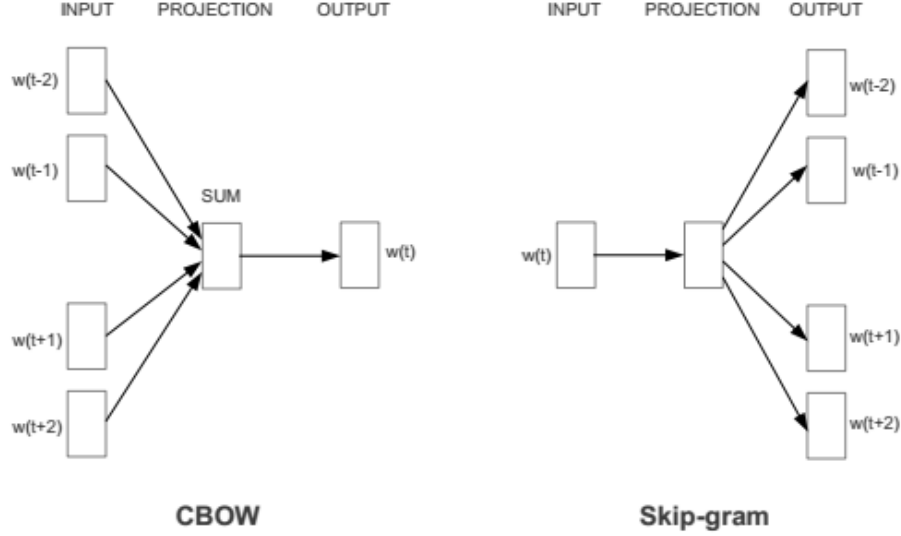 INPUT PROJECTION OUTPUT
w(t-2)
w(t-1)
SUM
w(t)
w(t+1)
w(t+2)
CBOW
INPUT PROJECTION OUTPUT
w(t-2)
w(t-1)
w(t)
w(t+1)
w(t+2)
Skip-gram